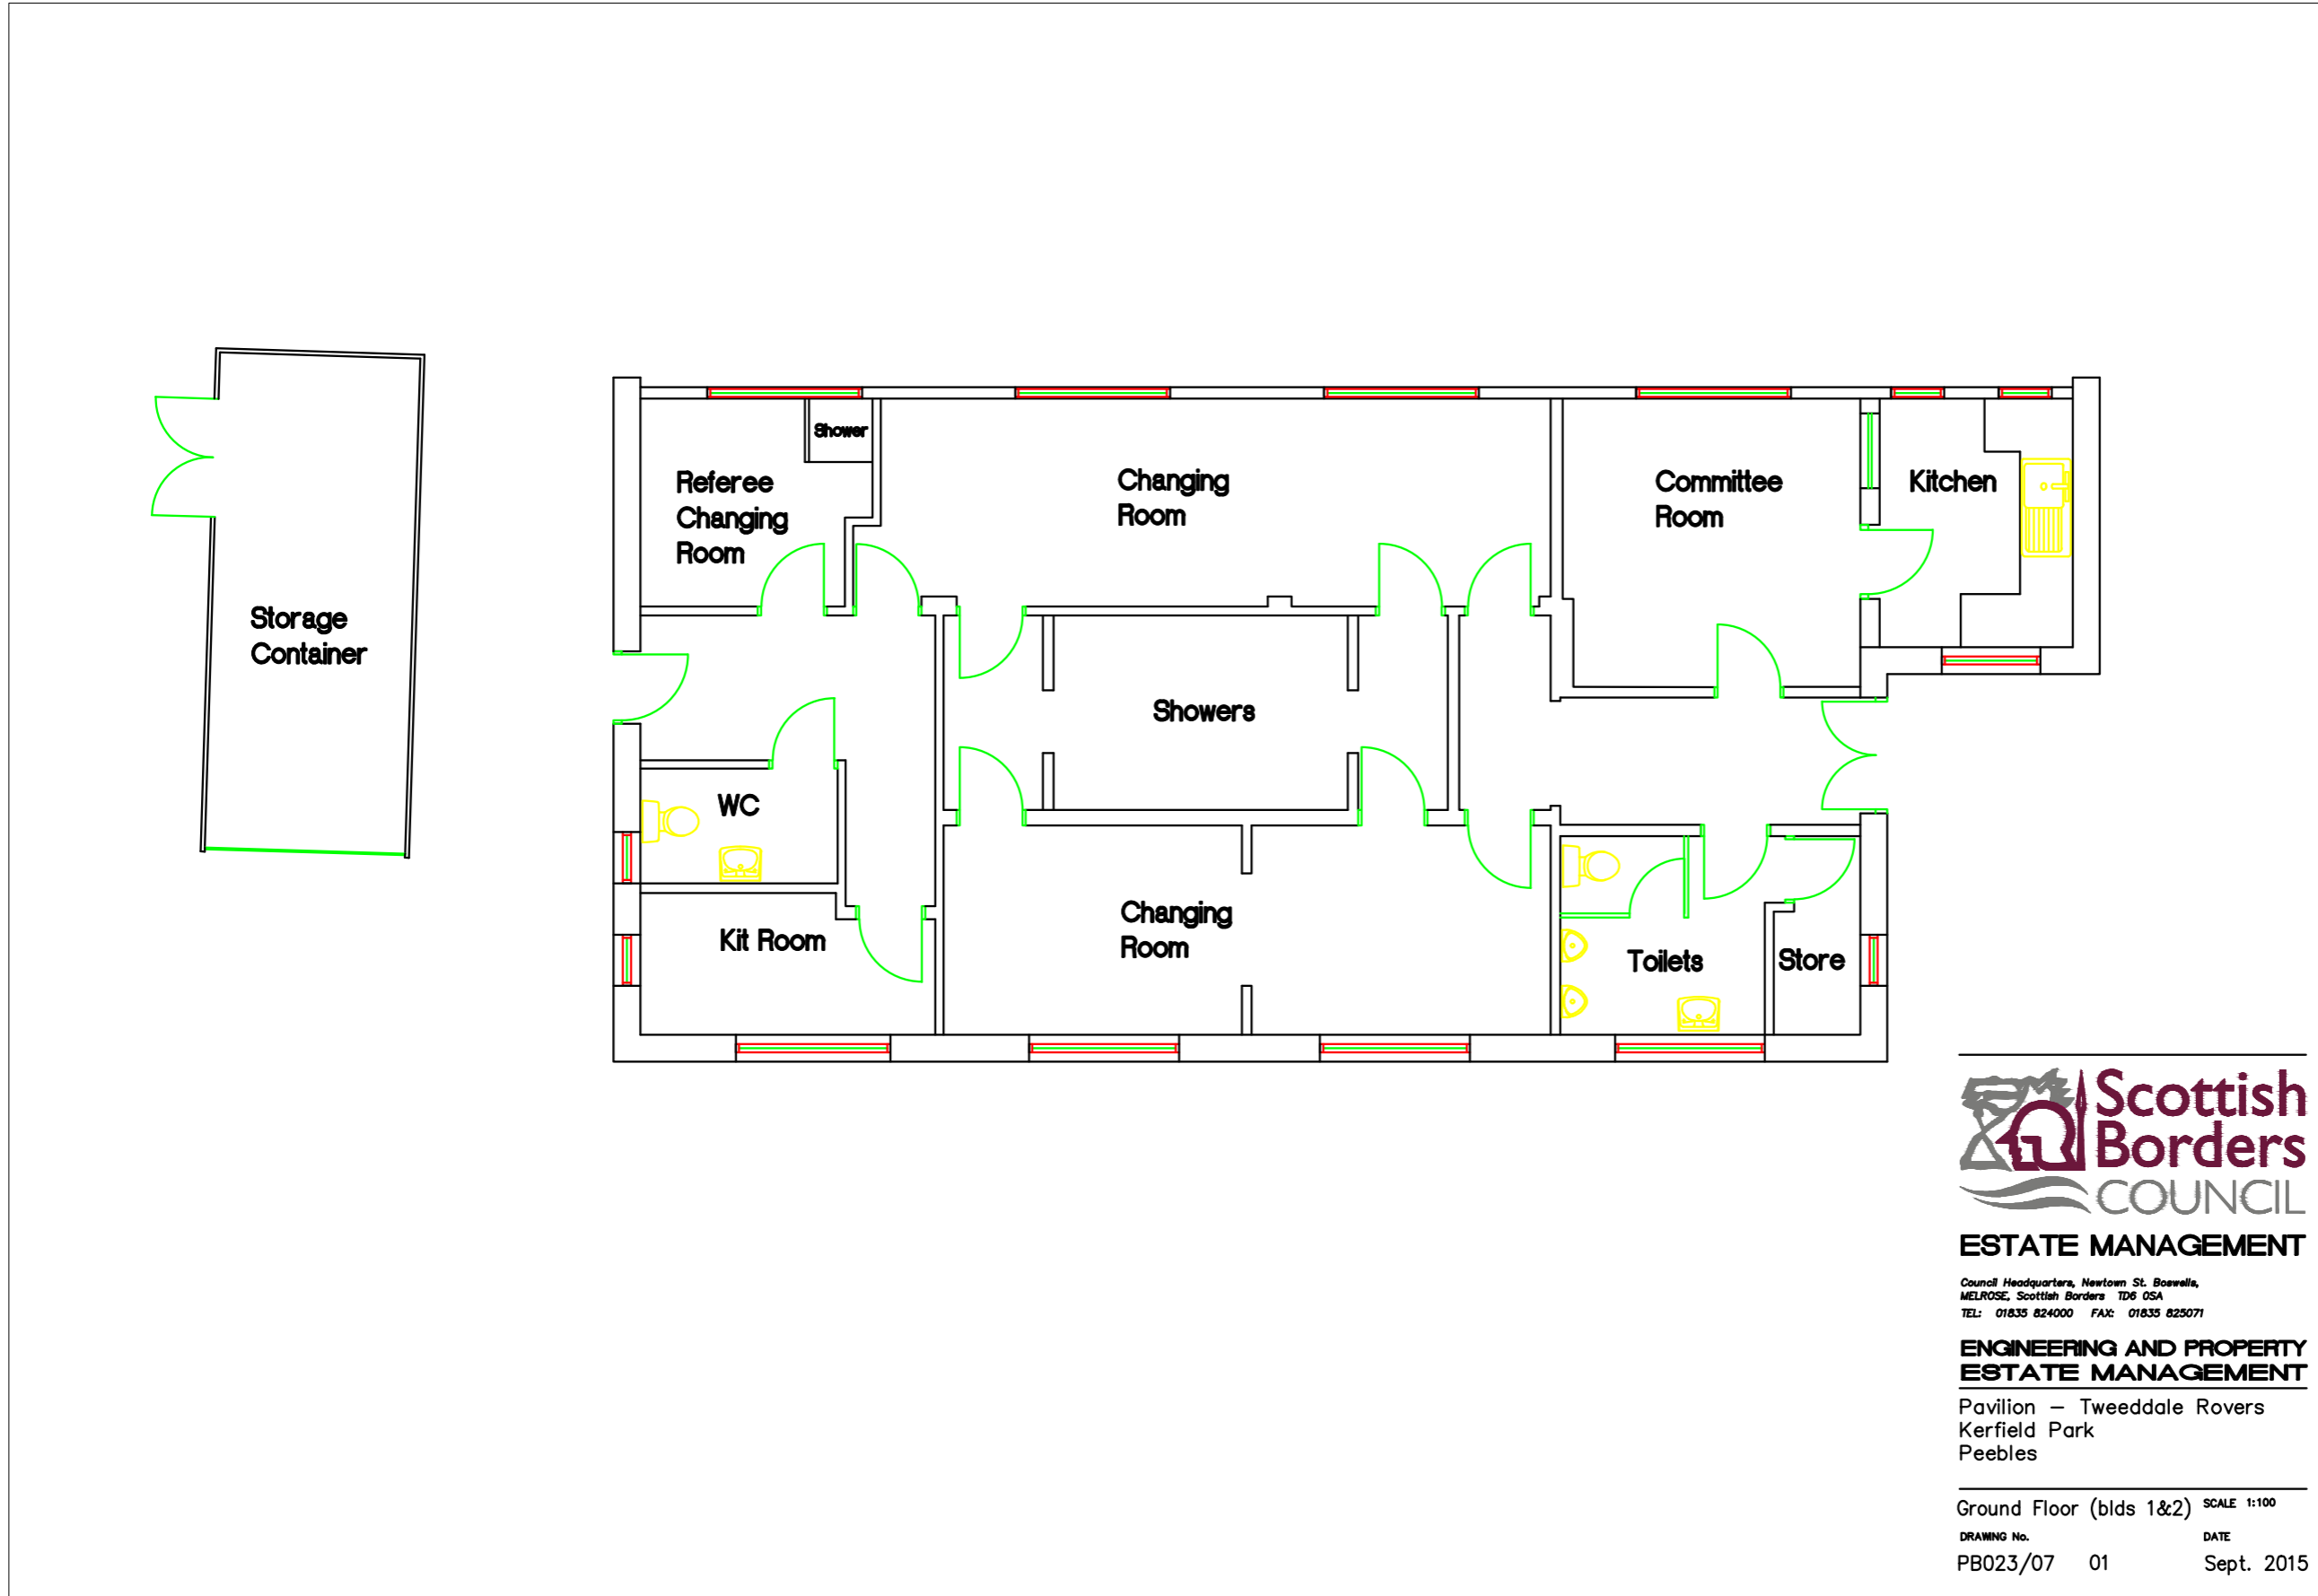 Shower
Referee
Changing
Room
Changing
Room
Committee
Room
Kitchen
Storage
Container
Showers
WC
Kit Room
Changing
Room
Toilets
Store
Scottish
Borders
COUNCIL
ESTATE MANAGEMENT
Council Headquarters, Newtown St. Boswells,
MELROSE, Scottish Borders TD6 0SA
TEL: 01835 824000 FAX: 01835 825071
ENGINEERING AND PROPERTY
ESTATE MANAGEMENT
Pavilion – Tweeddale Rovers
Kerfield Park
Peebles
Ground Floor (blds 1&2) SCALE 1:100
DRAWING No. DATE
PB023/07 01 Sept. 2015